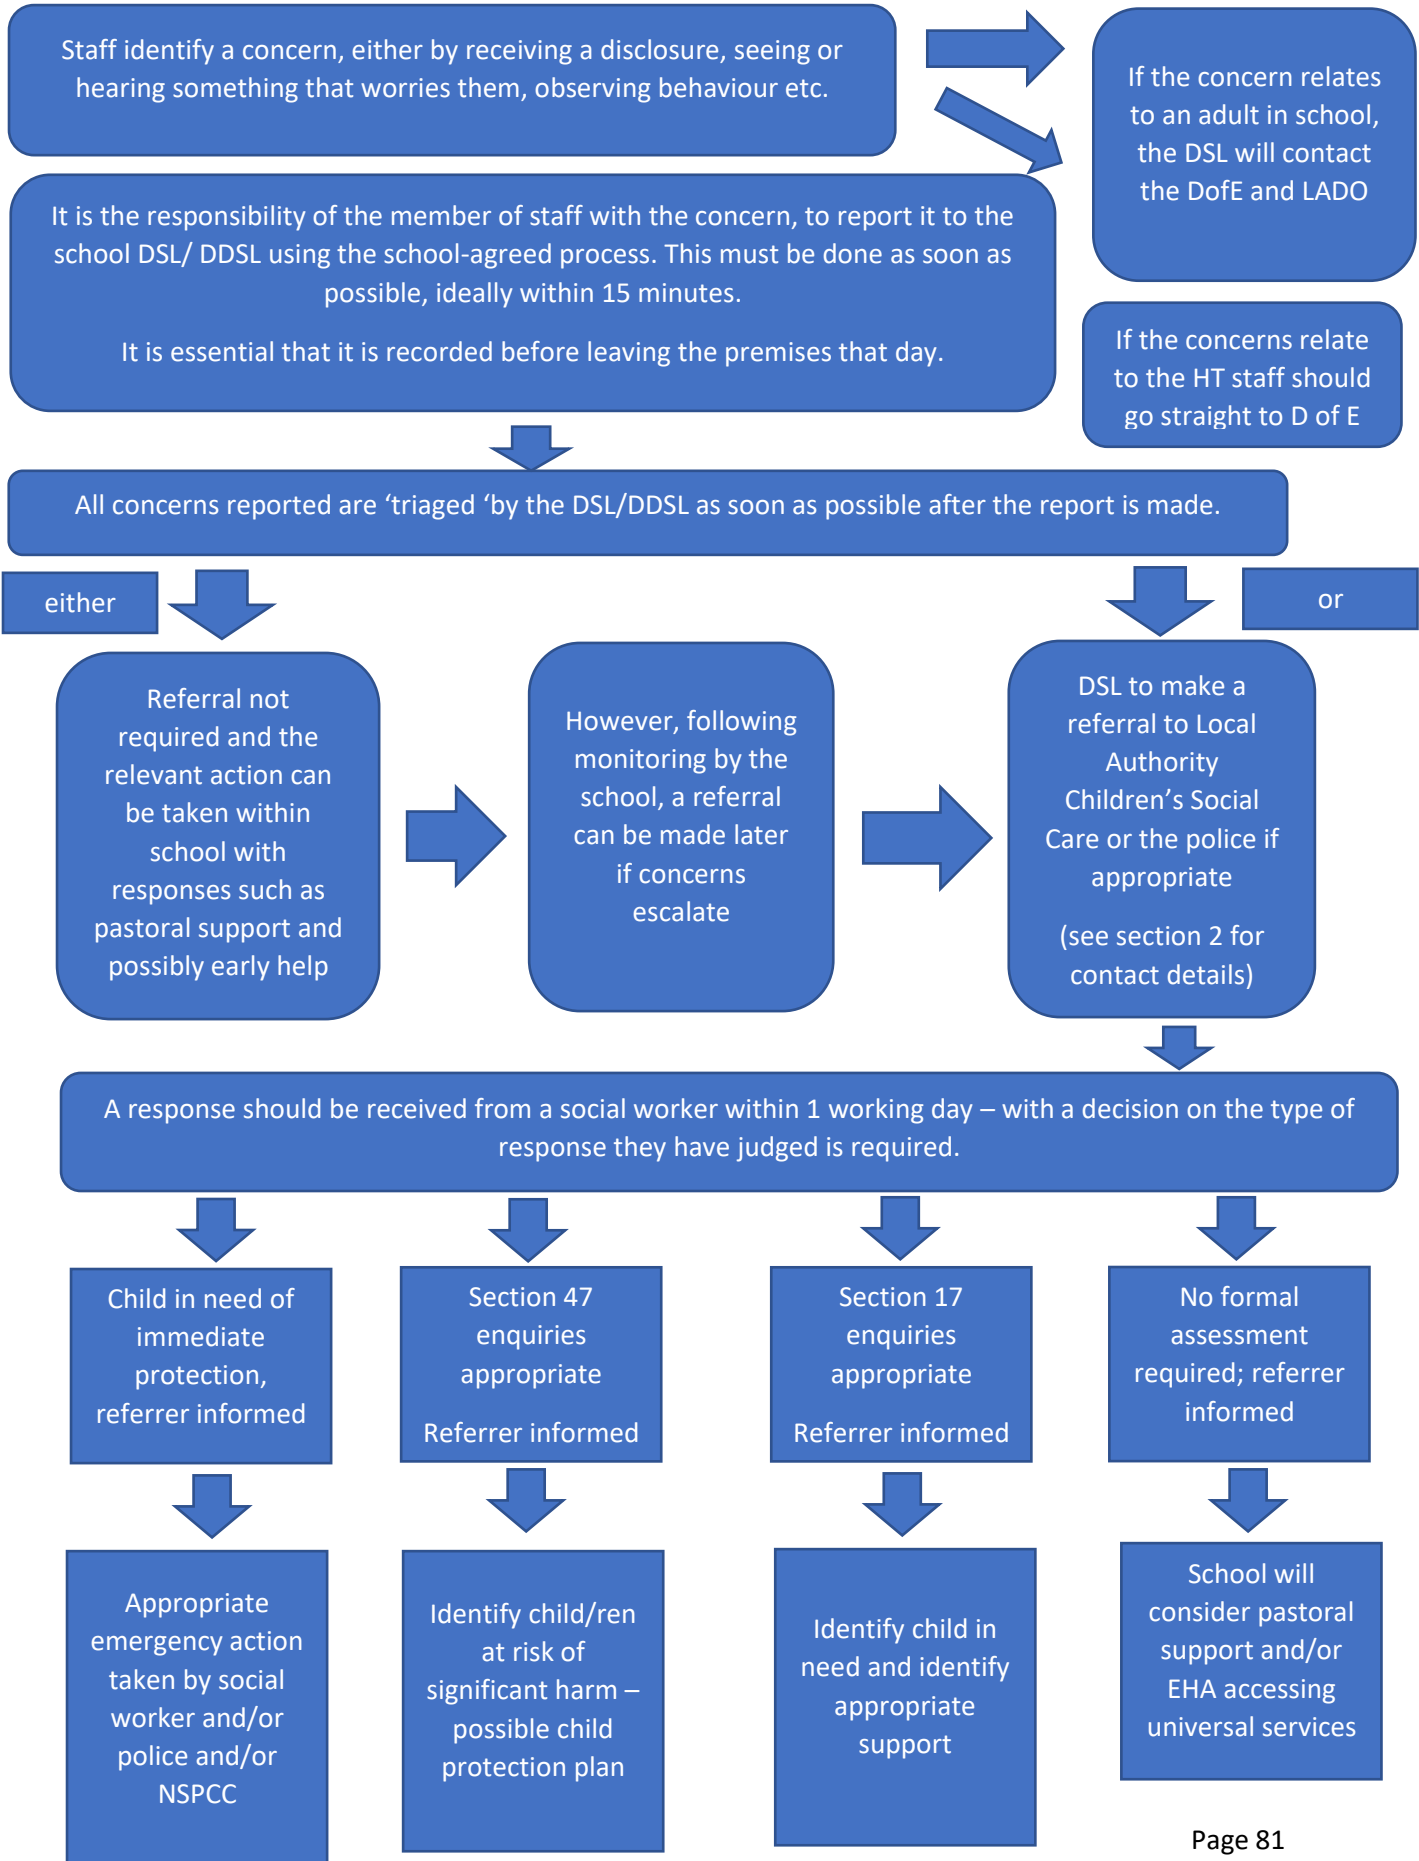 Staff identify a concern, either by receiving a disclosure, seeing or
hearing something that worries them, observing behaviour etc.
If the concern relates
to an adult in school,
the DSL will contact
the DofE and LADO
It is the responsibility of the member of staff with the concern, to report it to the
school DSL/ DDSL using the school-agreed process. This must be done as soon as
possible, ideally within 15 minutes.
It is essential that it is recorded before leaving the premises that day.
If the concerns relate
to the HT staff should
go straight to D of E
All concerns reported are ‘triaged ‘by the DSL/DDSL as soon as possible after the report is made.
either
or
Referral not
required and the
relevant action can
be taken within
school with
responses such as
pastoral support and
possibly early help
However, following
monitoring by the
school, a referral
can be made later
if concerns
escalate
DSL to make a
referral to Local
Authority
Children’s Social
Care or the police if
appropriate
(see section 2 for
contact details)
A response should be received from a social worker within 1 working day – with a decision on the type of
response they have judged is required.
Child in need of
immediate
protection,
referrer informed
Section 47
enquiries
appropriate
Referrer informed
Section 17
enquiries
appropriate
Referrer informed
No formal
assessment
required; referrer
informed
Appropriate
emergency action
taken by social
worker and/or
police and/or
NSPCC
Identify child/ren
at risk of
significant harm –
possible child
protection plan
Identify child in
need and identify
appropriate
support
School will
consider pastoral
support and/or
EHA accessing
universal services
Page 81